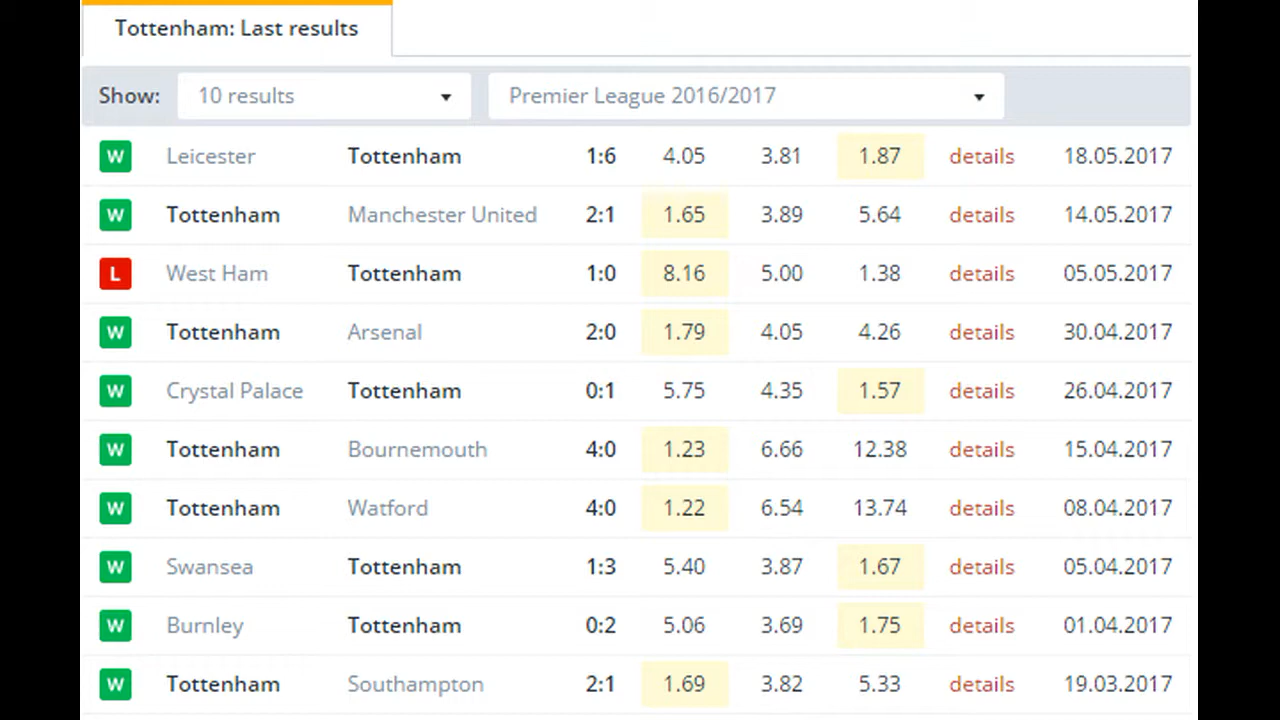 Tottenham: Last results
Show: 10 results Premier League 2016/2017
W Leicester Tottenham 1:6 4.05 3.81 1.87 details 18.05.2017
W Tottenham Manchester United 2:1 1.65 3.89 5.64 details 14.05.2017
L West Ham Tottenham 1:0 8.16 5.00 1.38 details 05.05.2017
W Tottenham Arsenal 2:0 1.79 4.05 4.26 details 30.04.2017
W Crystal Palace Tottenham 0:1 5.75 4.35 1.57 details 26.04.2017
W Tottenham Bournemouth 4:0 1.23 6.66 12.38 details 15.04.2017
W Tottenham Watford 4:0 1.22 6.54 13.74 details 08.04.2017
W Swansea Tottenham 1:3 5.40 3.87 1.67 details 05.04.2017
W Burnley Tottenham 0:2 5.06 3.69 1.75 details 01.04.2017
W Tottenham Southampton 2:1 1.69 3.82 5.33 details 19.03.2017